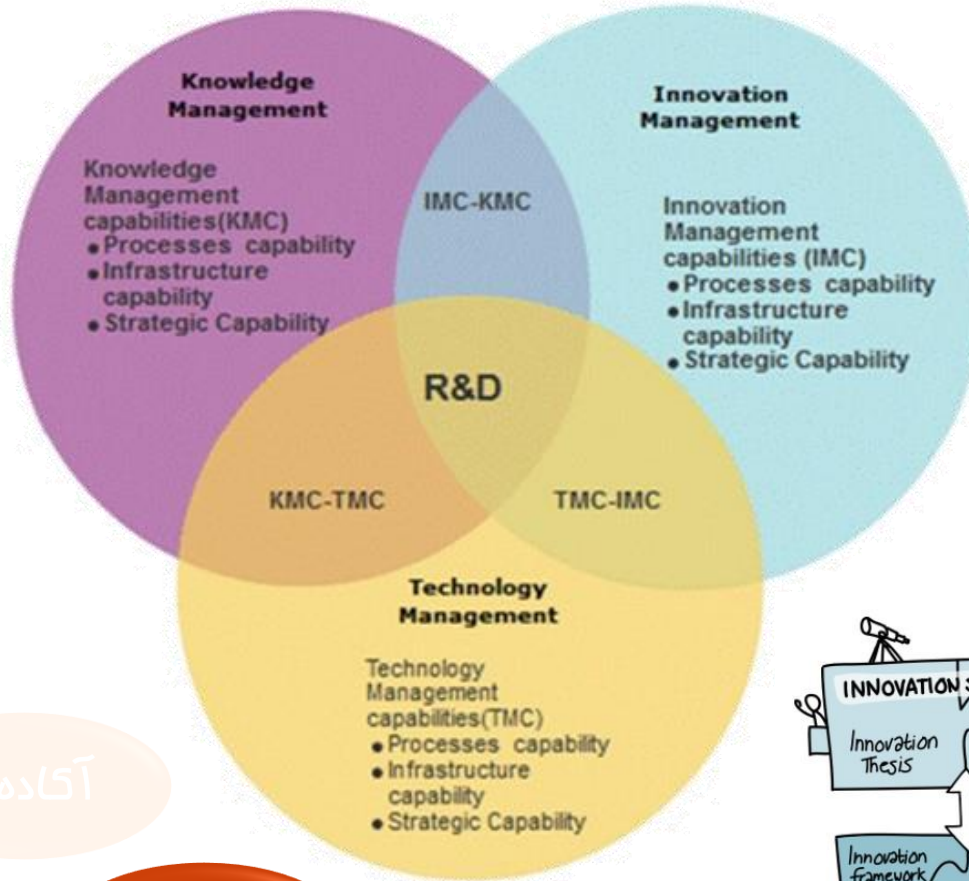 Knowledge
Management
Knowledge
Management
capabilities(KMC)
• Processes capability
• Infrastructure
capability
• Strategic Capability
IMC-KMC
Innovation
Management
Innovation
Management
capabilities (IMC)
• Processes capability
• Infrastructure
capability
• Strategic Capability
R&D
KMC-TMC
TMC-IMC
Technology
Management
Technology
Management
capabilities(TMC)
• Processes capability
• Infrastructure
capability
• Strategic Capability
INNOVATION
Innovation
Thesis
Innovation
framework